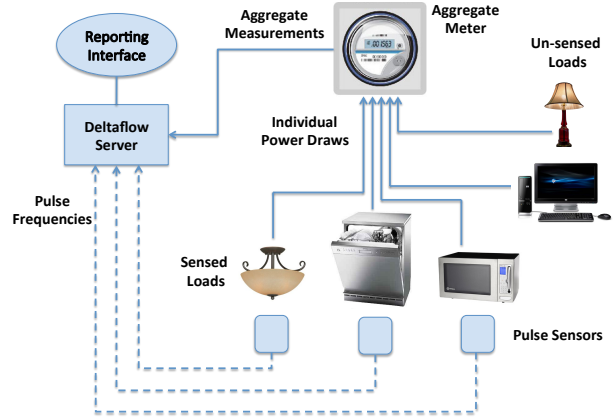 Aggregate
Measurements
Aggregate
Meter
Reporting
Interface
Un-sensed
Loads
Deltaflow
Server
Individual
Power Draws
Pulse
Frequencies
Sensed
Loads
Pulse Sensors